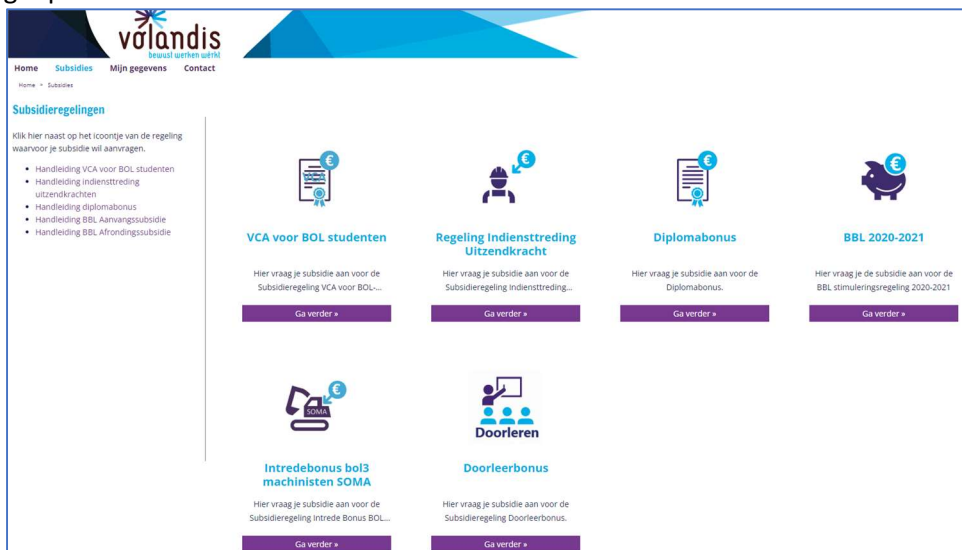 volandis
bewust werken werkt
Home Subsidies Mijn gegevens Contact
Home » Subsidies
Subsidieregelingen
Klik hier naast op het icoontje van de regeling
waarvoor je subsidie wil aanvragen.
Handleiding VCA voor BOL studenten
Handleiding indiensttreding
uitzendkrachten
Handleiding diplomabonus
Handleiding BBL Aanvangssubsidie
Handleiding BBL Afrondingssubsidie
€
VCA
VCA voor BOL studenten
Hier vraag je subsidie aan voor de
Subsidieregeling VCA voor BOL-...
Ga verder »
€
Regeling Indiensttreding
Uitzendkracht
Hier vraag je subsidie aan voor de
Subsidieregeling Indiensttreding...
Ga verder »
€
Diplomabonus
Hier vraag je subsidie aan voor de
Diplomabonus.
Ga verder »
€
BBL 2020-2021
Hier vraag je de subsidie aan voor de
BBL stimuleringsregeling 2020-2021
Ga verder »
€
SOMA
Intredebonus bol3
machinisten SOMA
Hier vraag je subsidie aan voor de
Subsidieregeling Intrede Bonus BOL...
Ga verder »
Doorleren
Doorleerbonus
Hier vraag je subsidie aan voor de
Subsidieregeling Doorleerbonus.
Ga verder »